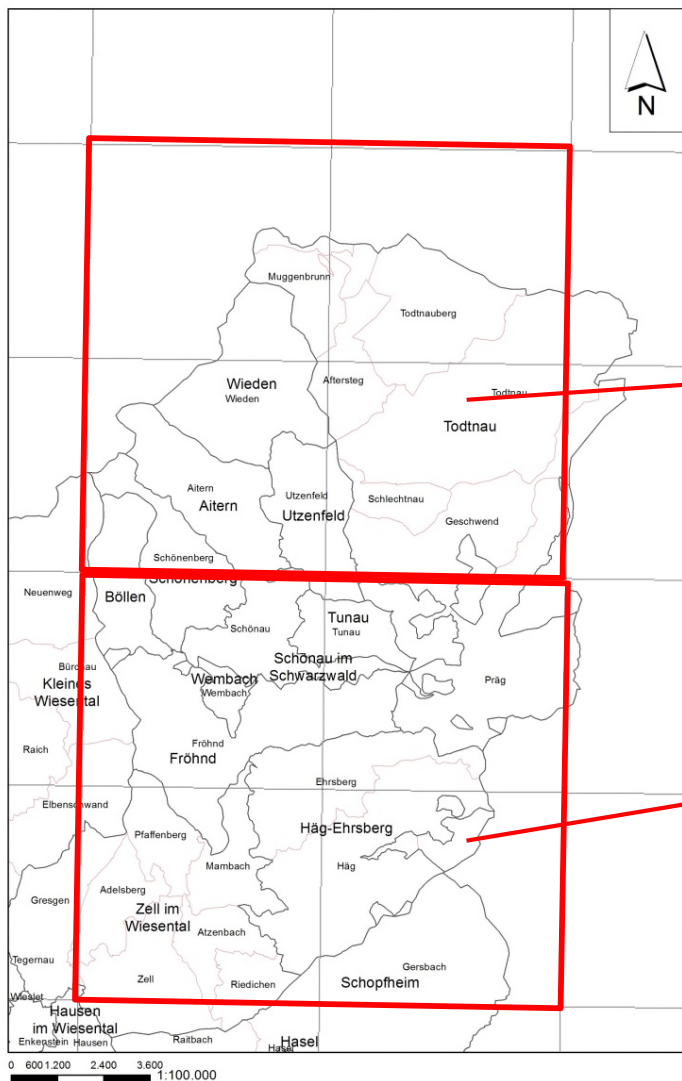 N
Muggenbrunn
Todtnauberg
Wieden
Wieden
Aftersteg
Todtnau
Todtnau
Aitern
Aitern
Utzenfeld
Utzenfeld
Schlechtnau
Geschwend
Schönenberg
Schönenberg
Neuenweg
Böllen
Schönau
Tunau
Tunau
Bürchau
Kleines
Wiesental
Wembach
Wembach
Schönau im
Schwarzwald
Präg
Raich
Fröhnd
Fröhnd
Ehrsberg
Elbenschwand
Pfaffenberg
Häg-Ehrsberg
Mambach
Häg
Gresgen
Adelsberg
Zell im
Wiesental
Atzenbach
Tegernau
Zell
Riedichen
Gersbach
Schopfheim
Wieslet
Hausen
im Wiesental
Enkenstein
Hausen
Raitbach
Hasel
Hasel
0 600 1.200 2.400 3.600
1:100.000